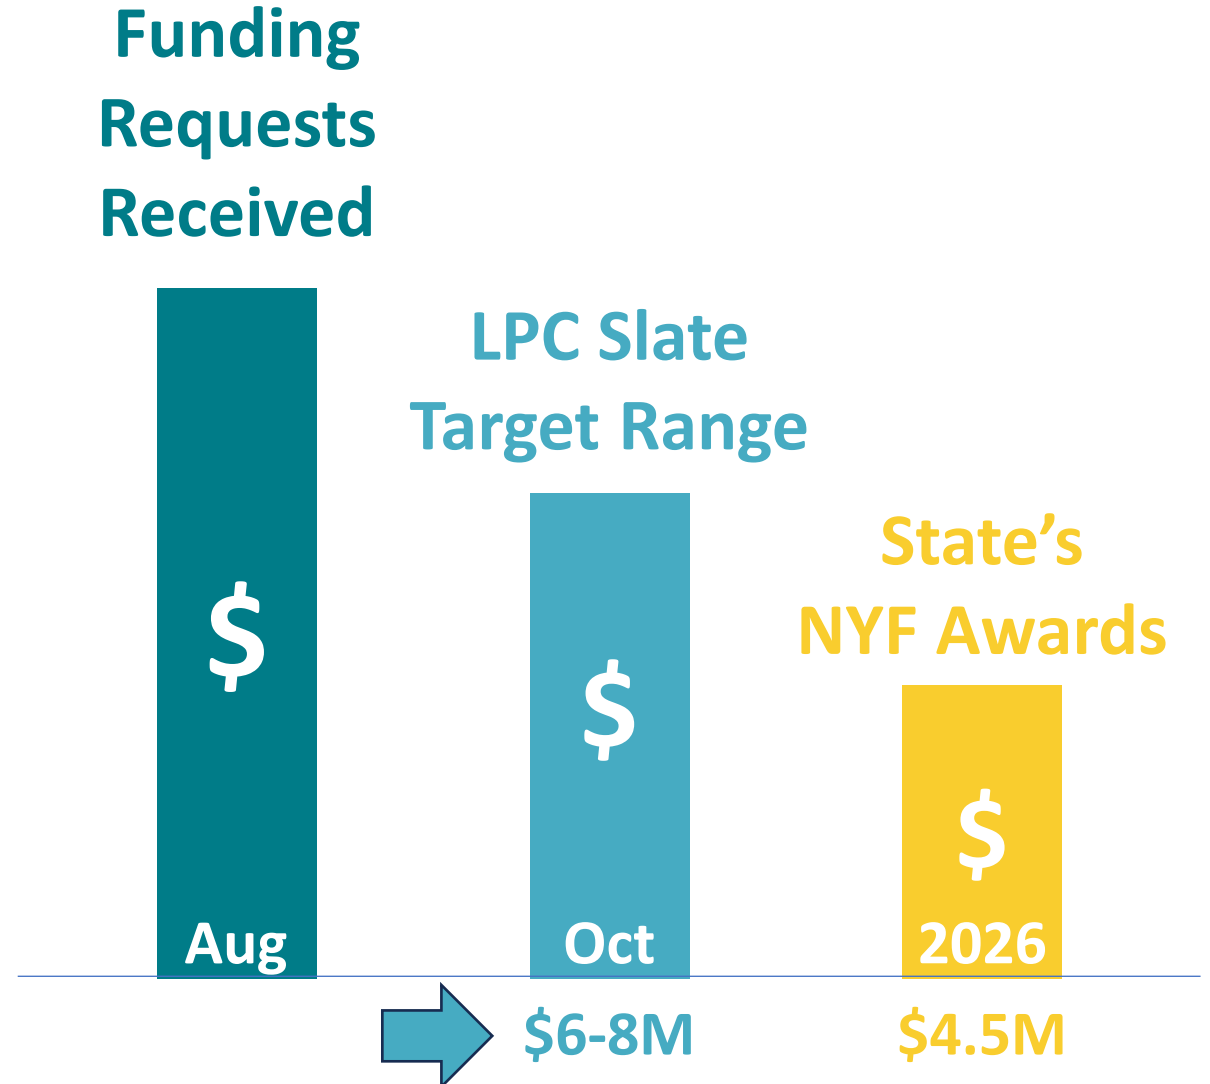 Funding
Requests
Received
LPC Slate
Target Range
State’s
NYF Awards
$
$
$
Aug
Oct
2026
$6-8M
$4.5M